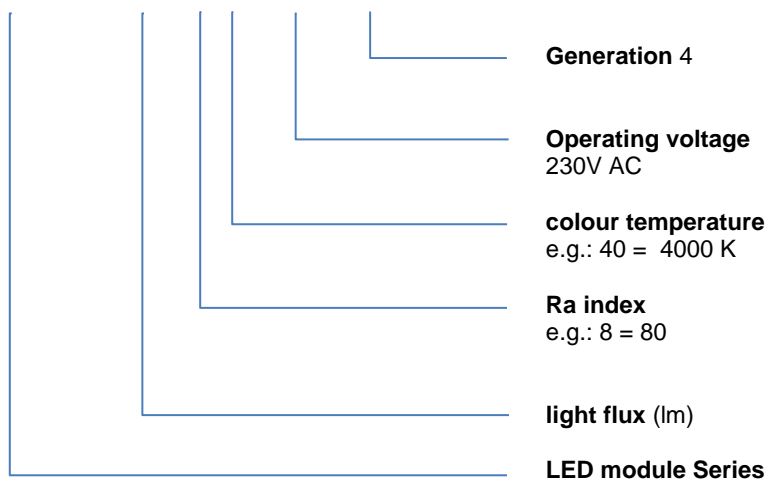 Generation 4
Operating voltage
230V AC
colour temperature
e.g.: 40 = 4000 K
Ra index
e.g.: 8 = 80
light flux (lm)
LED module Series